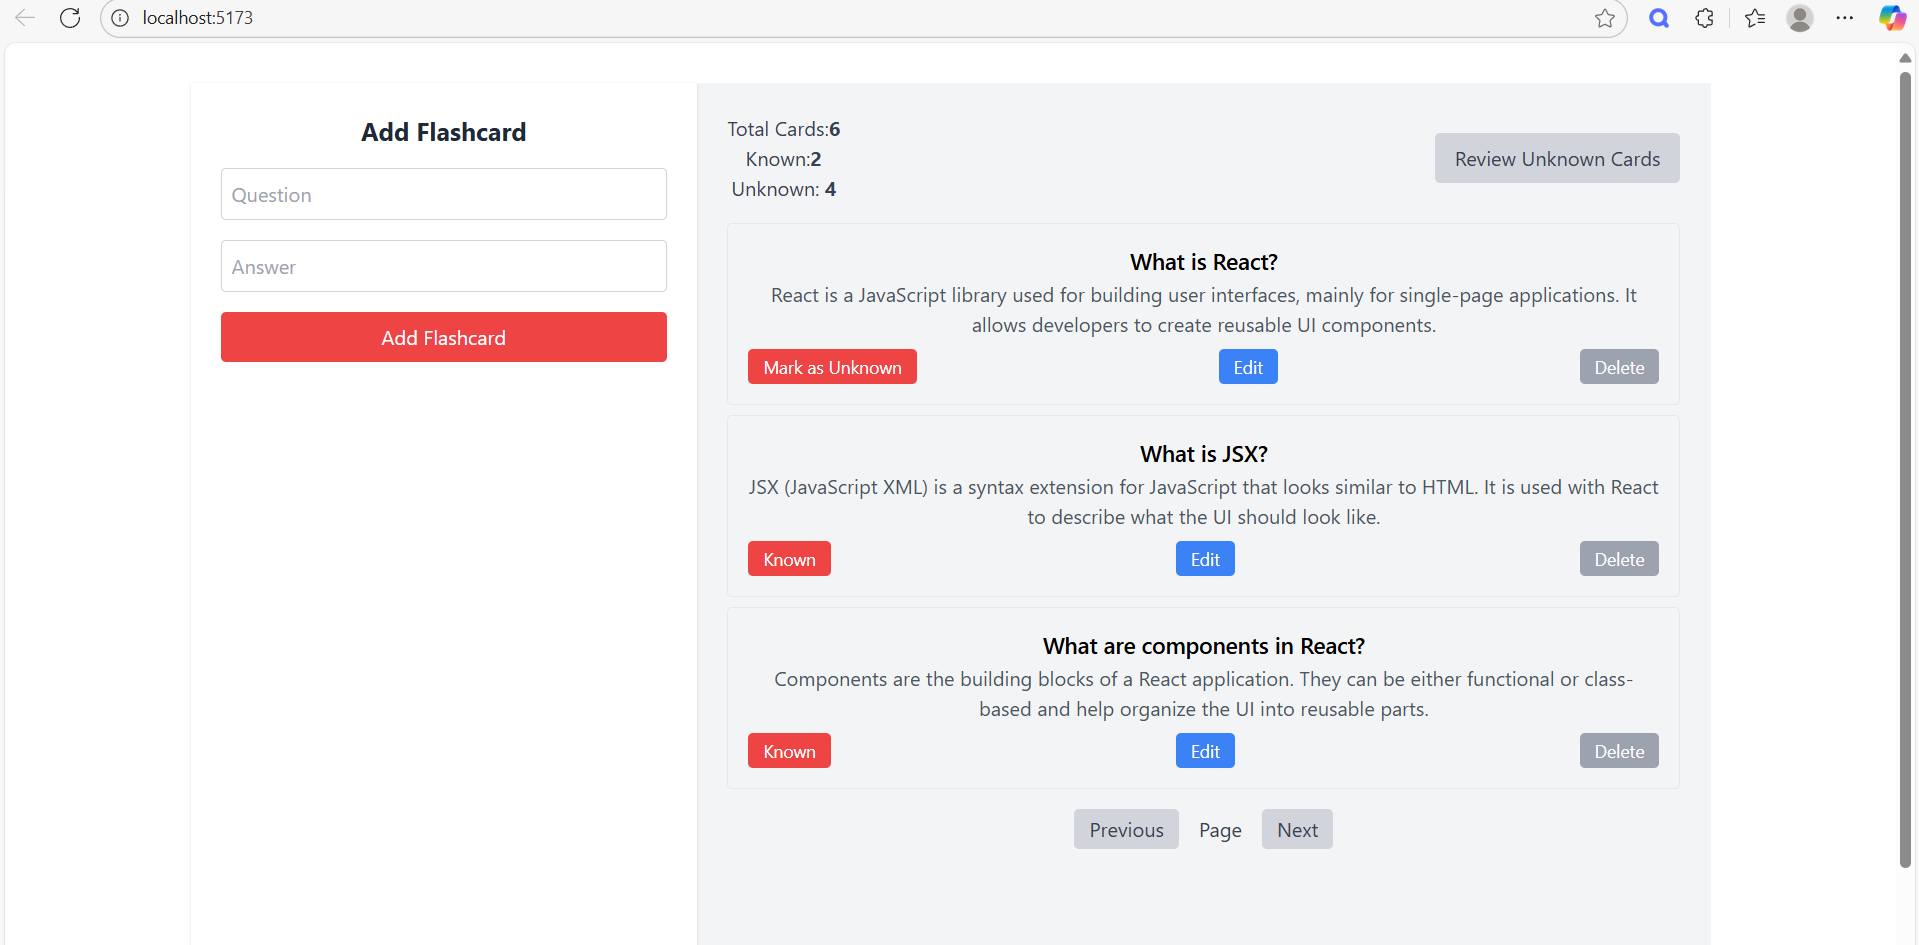 localhost:5173
Add Flashcard
Question
Answer
Add Flashcard
Total Cards:6
Known:2
Unknown: 4
Review Unknown Cards
What is React?
React is a JavaScript library used for building user interfaces, mainly for single-page applications. It
allows developers to create reusable UI components.
Mark as Unknown Edit Delete
What is JSX?
JSX (JavaScript XML) is a syntax extension for JavaScript that looks similar to HTML. It is used with React
to describe what the UI should look like.
Known Edit Delete
What are components in React?
Components are the building blocks of a React application. They can be either functional or class-
based and help organize the UI into reusable parts.
Known Edit Delete
Previous Page Next